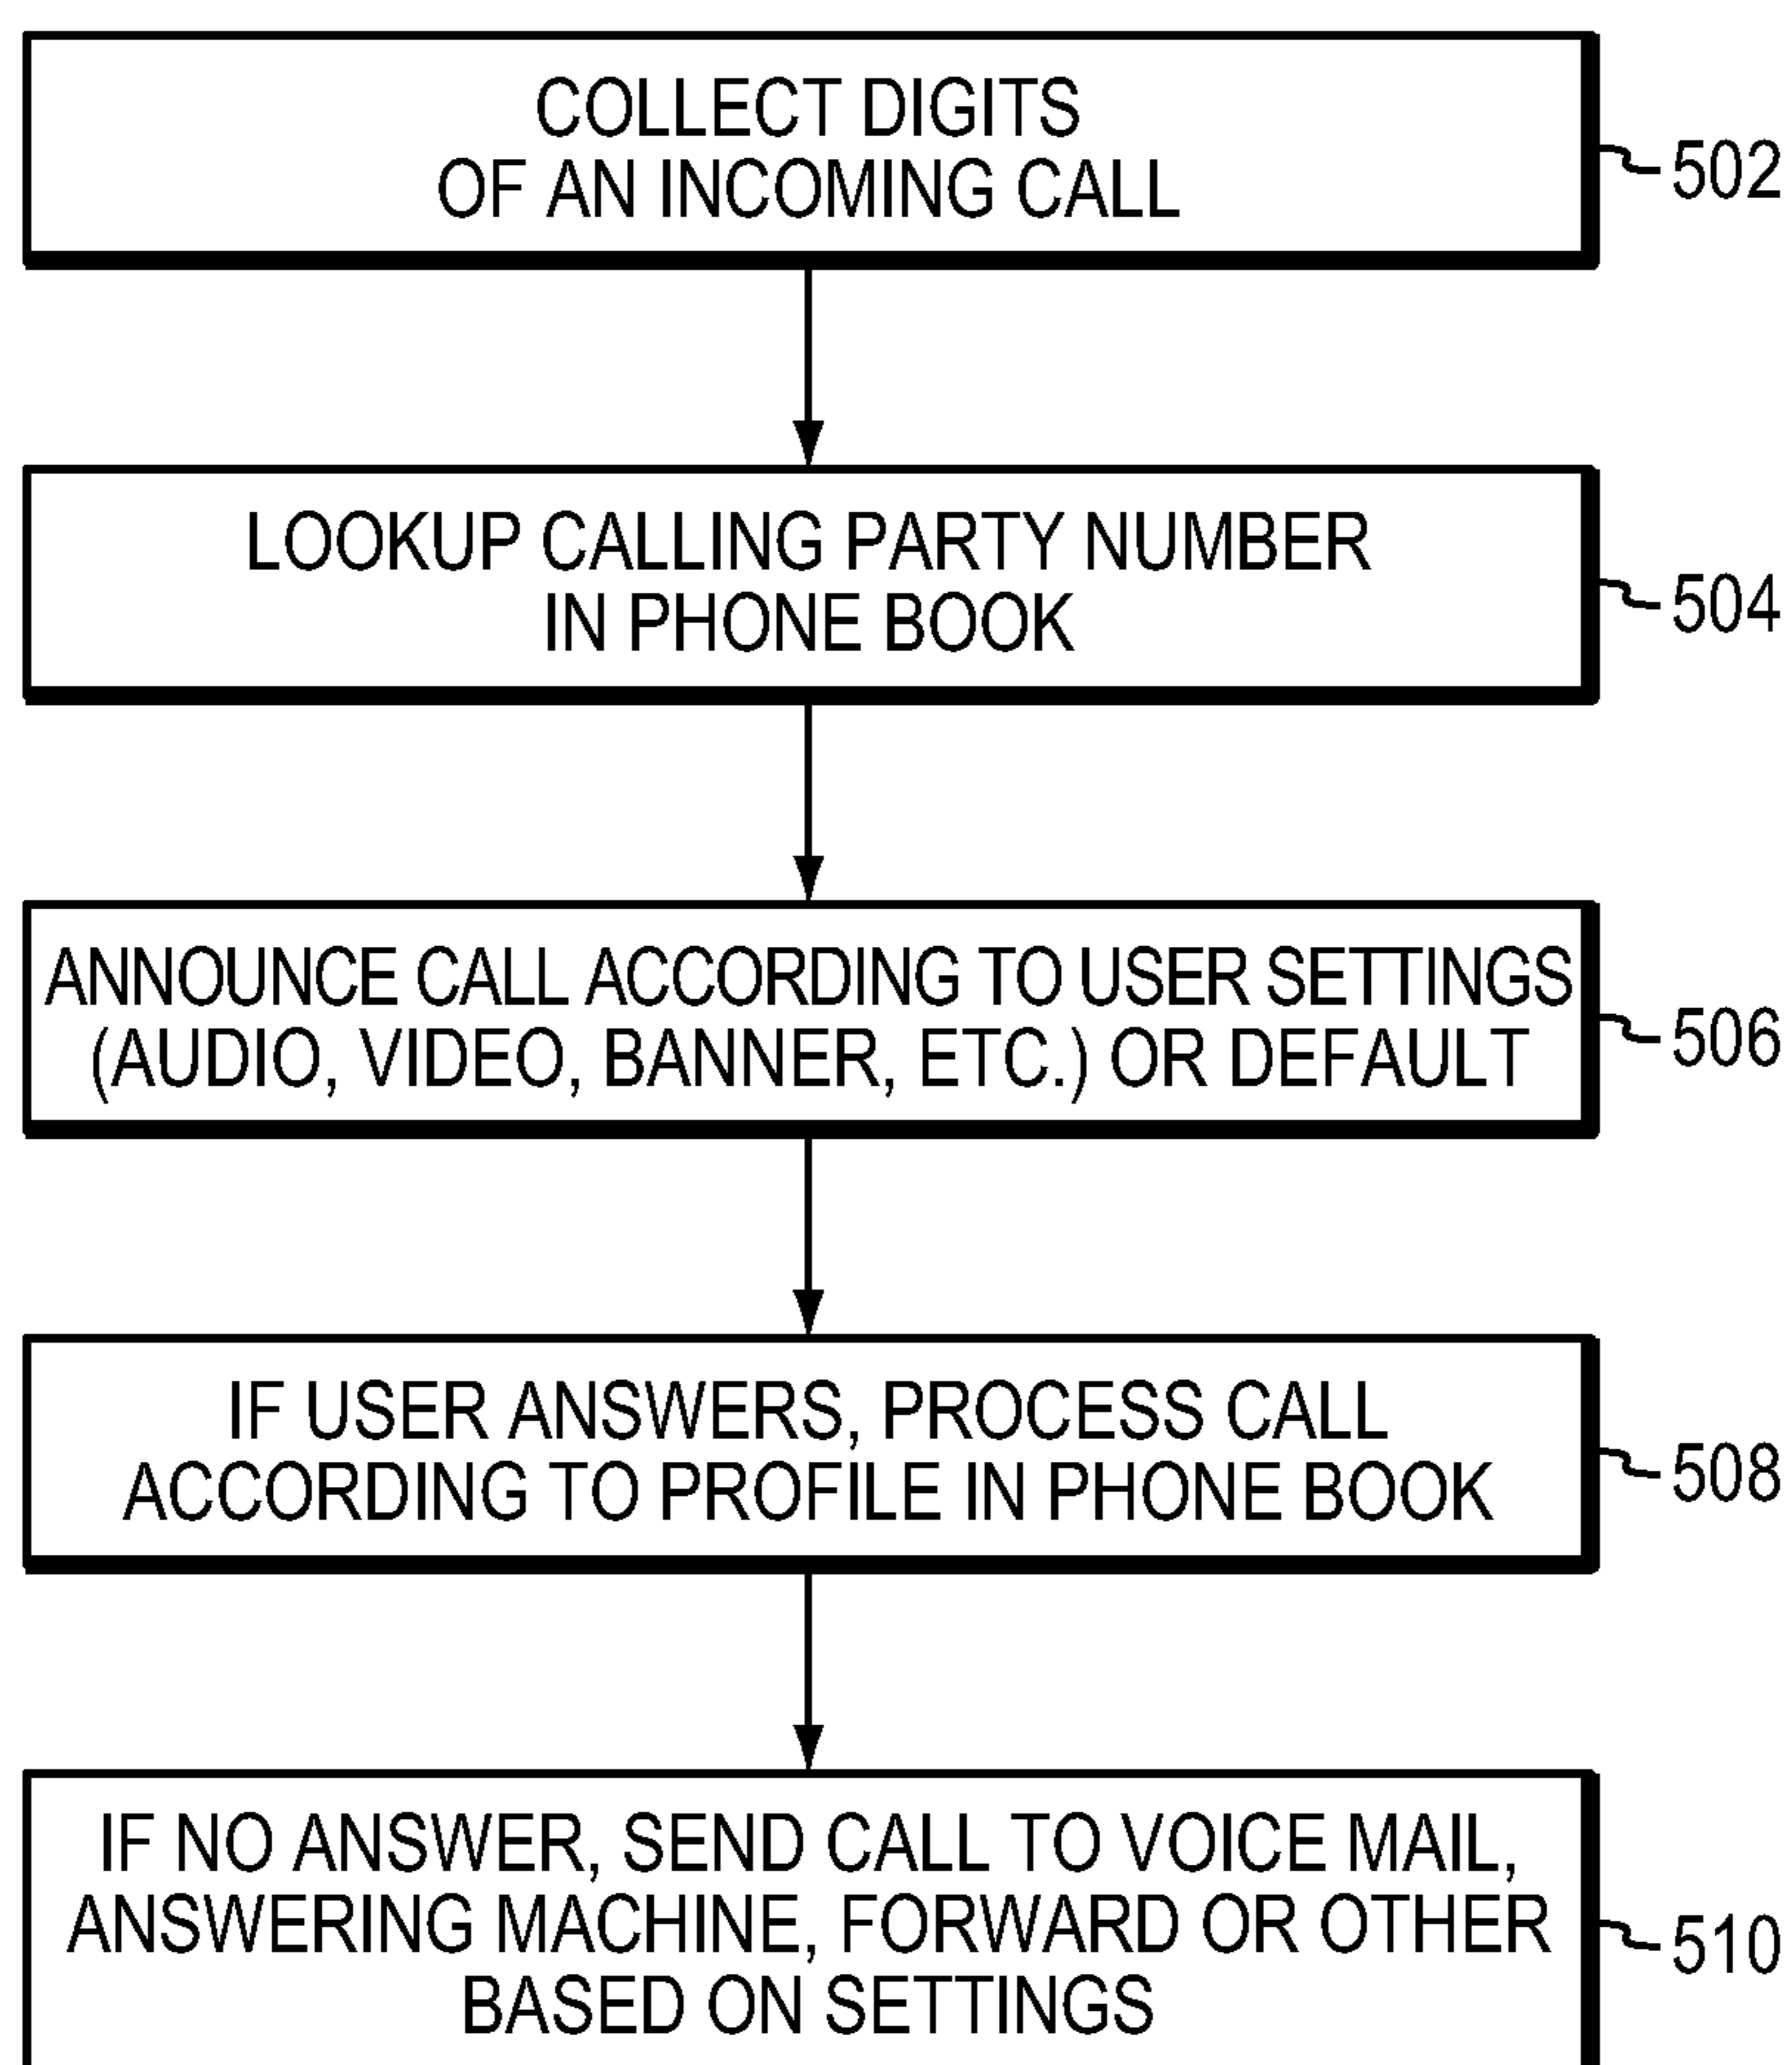 COLLECT DIGITS
OF AN INCOMING CALL
502
LOOKUP CALLING PARTY NUMBER
IN PHONE BOOK
504
ANNOUNCE CALL ACCORDING TO USER SETTINGS
(AUDIO, VIDEO, BANNER, ETC.) OR DEFAULT
506
IF USER ANSWERS, PROCESS CALL
ACCORDING TO PROFILE IN PHONE BOOK
508
IF NO ANSWER, SEND CALL TO VOICE MAIL,
ANSWERING MACHINE, FORWARD OR OTHER
BASED ON SETTINGS
510